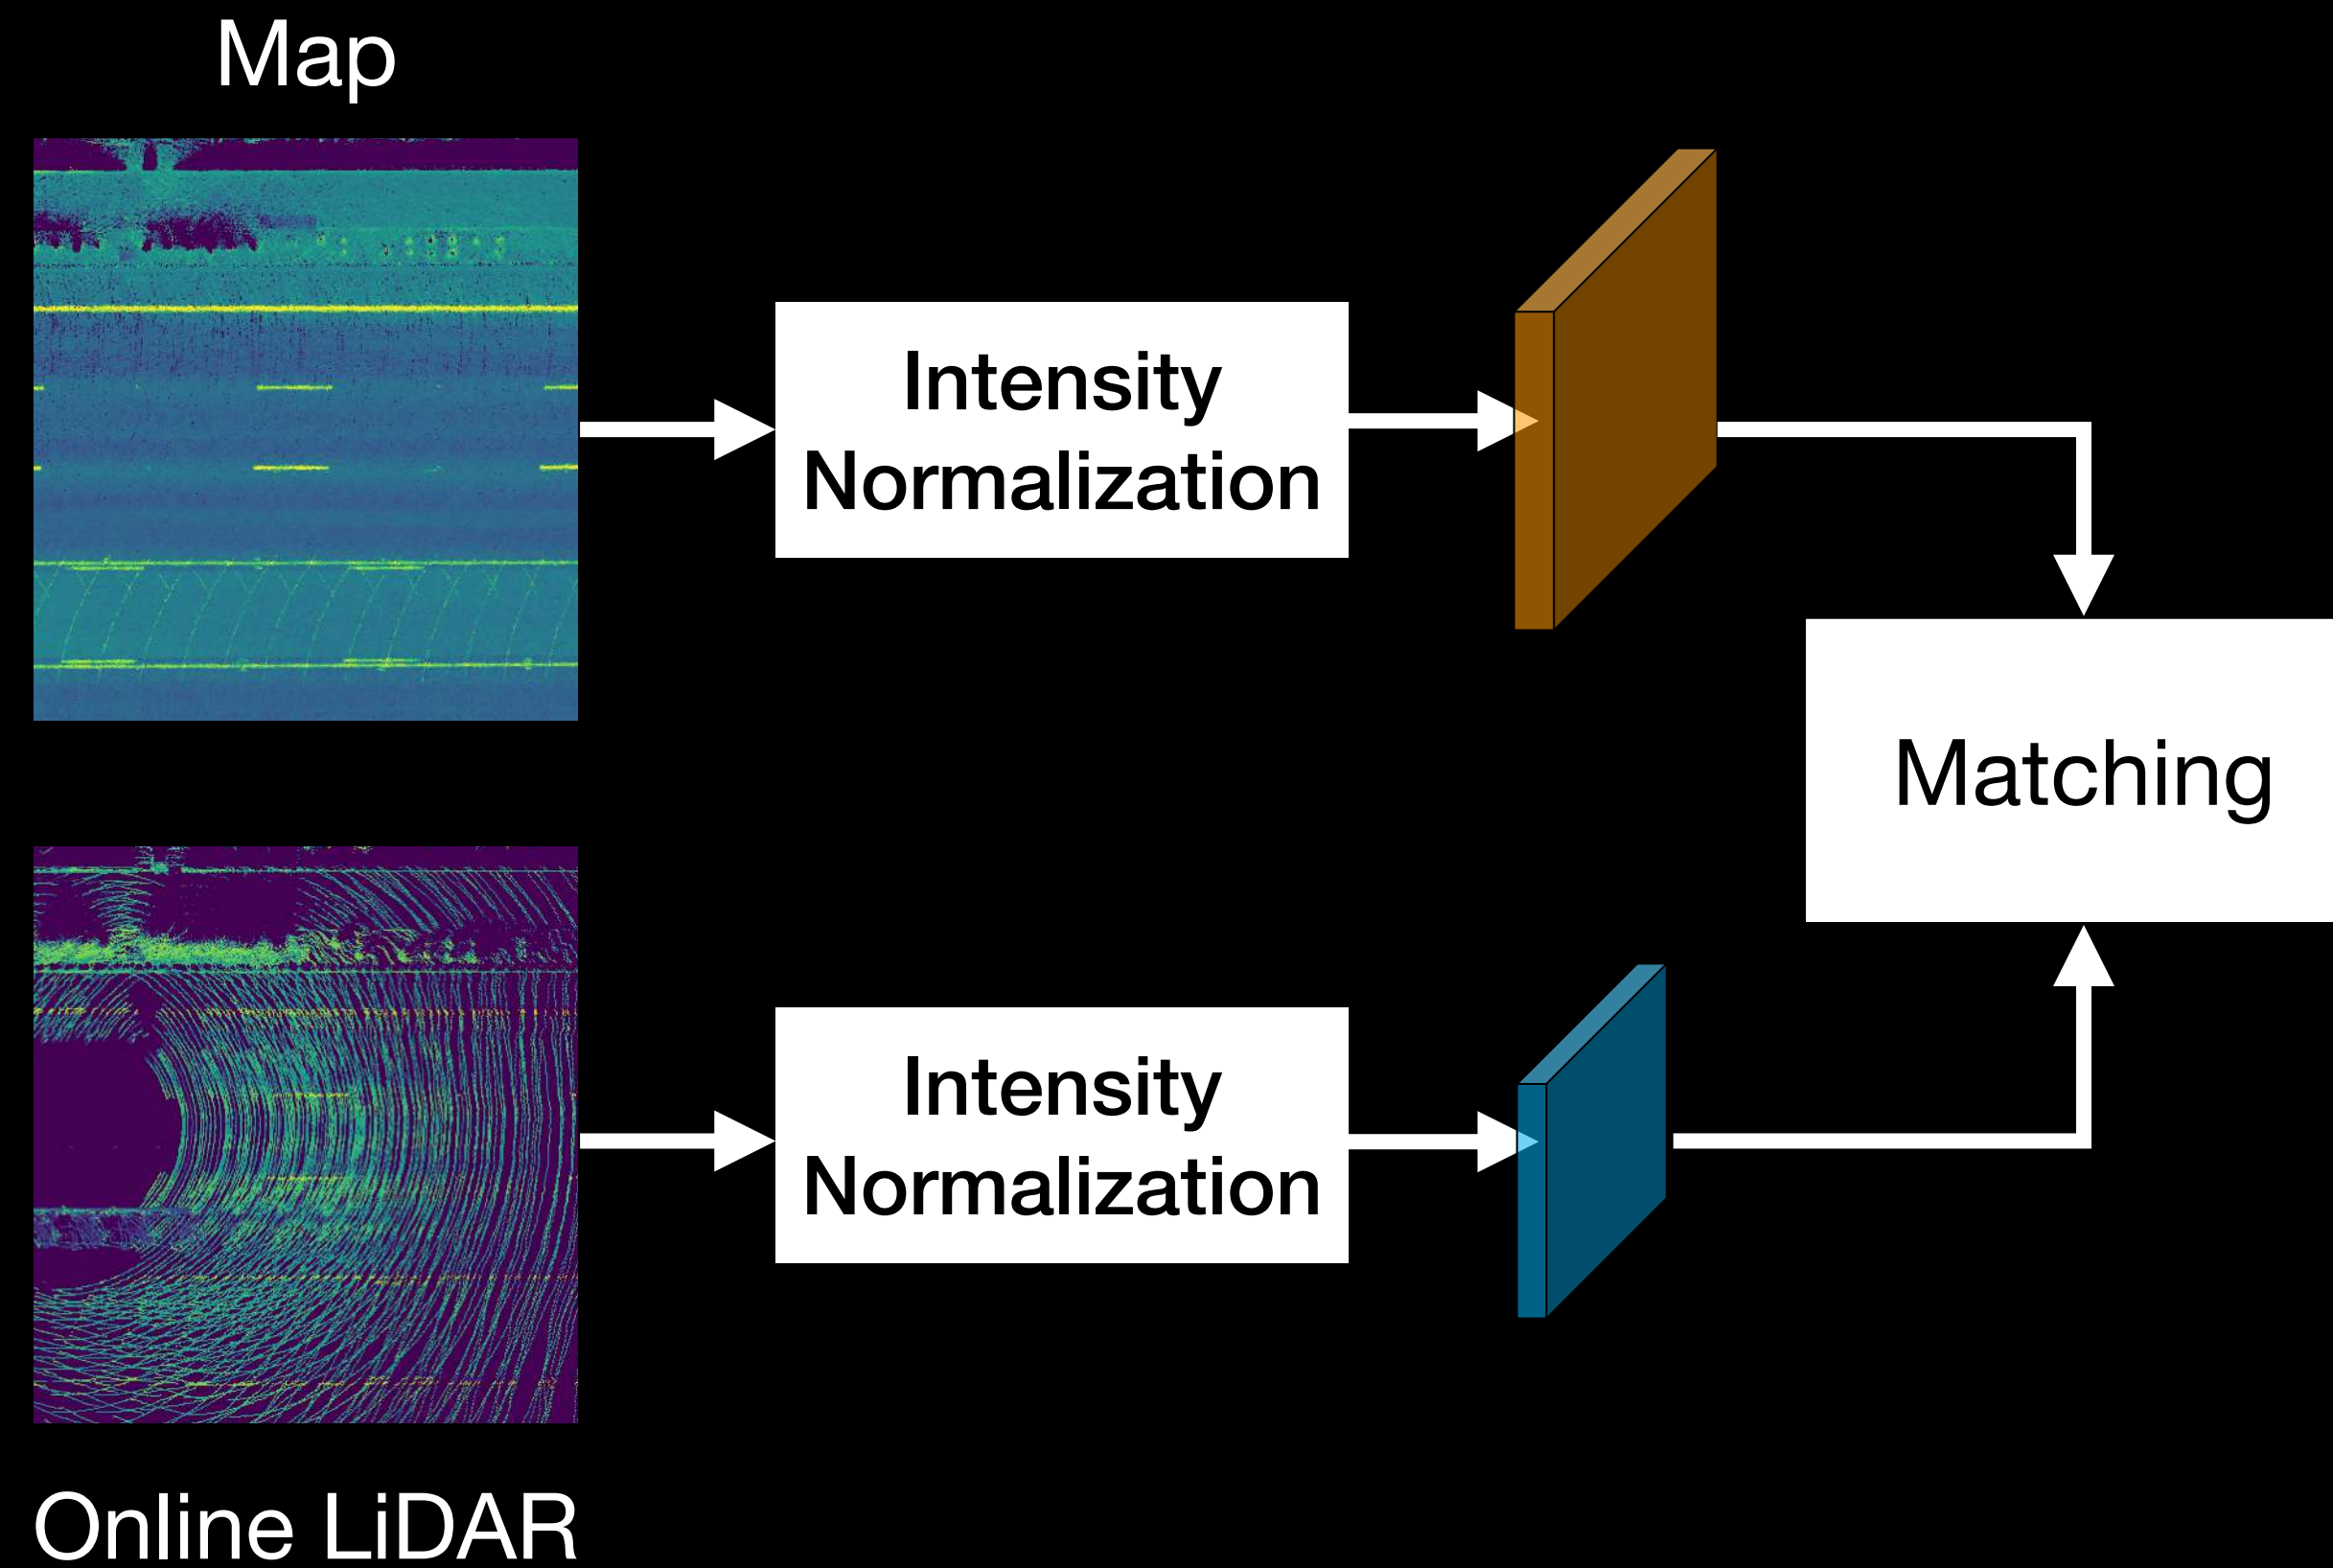 Map
Intensity
Normalization
Matching
Intensity
Normalization
Online LiDAR